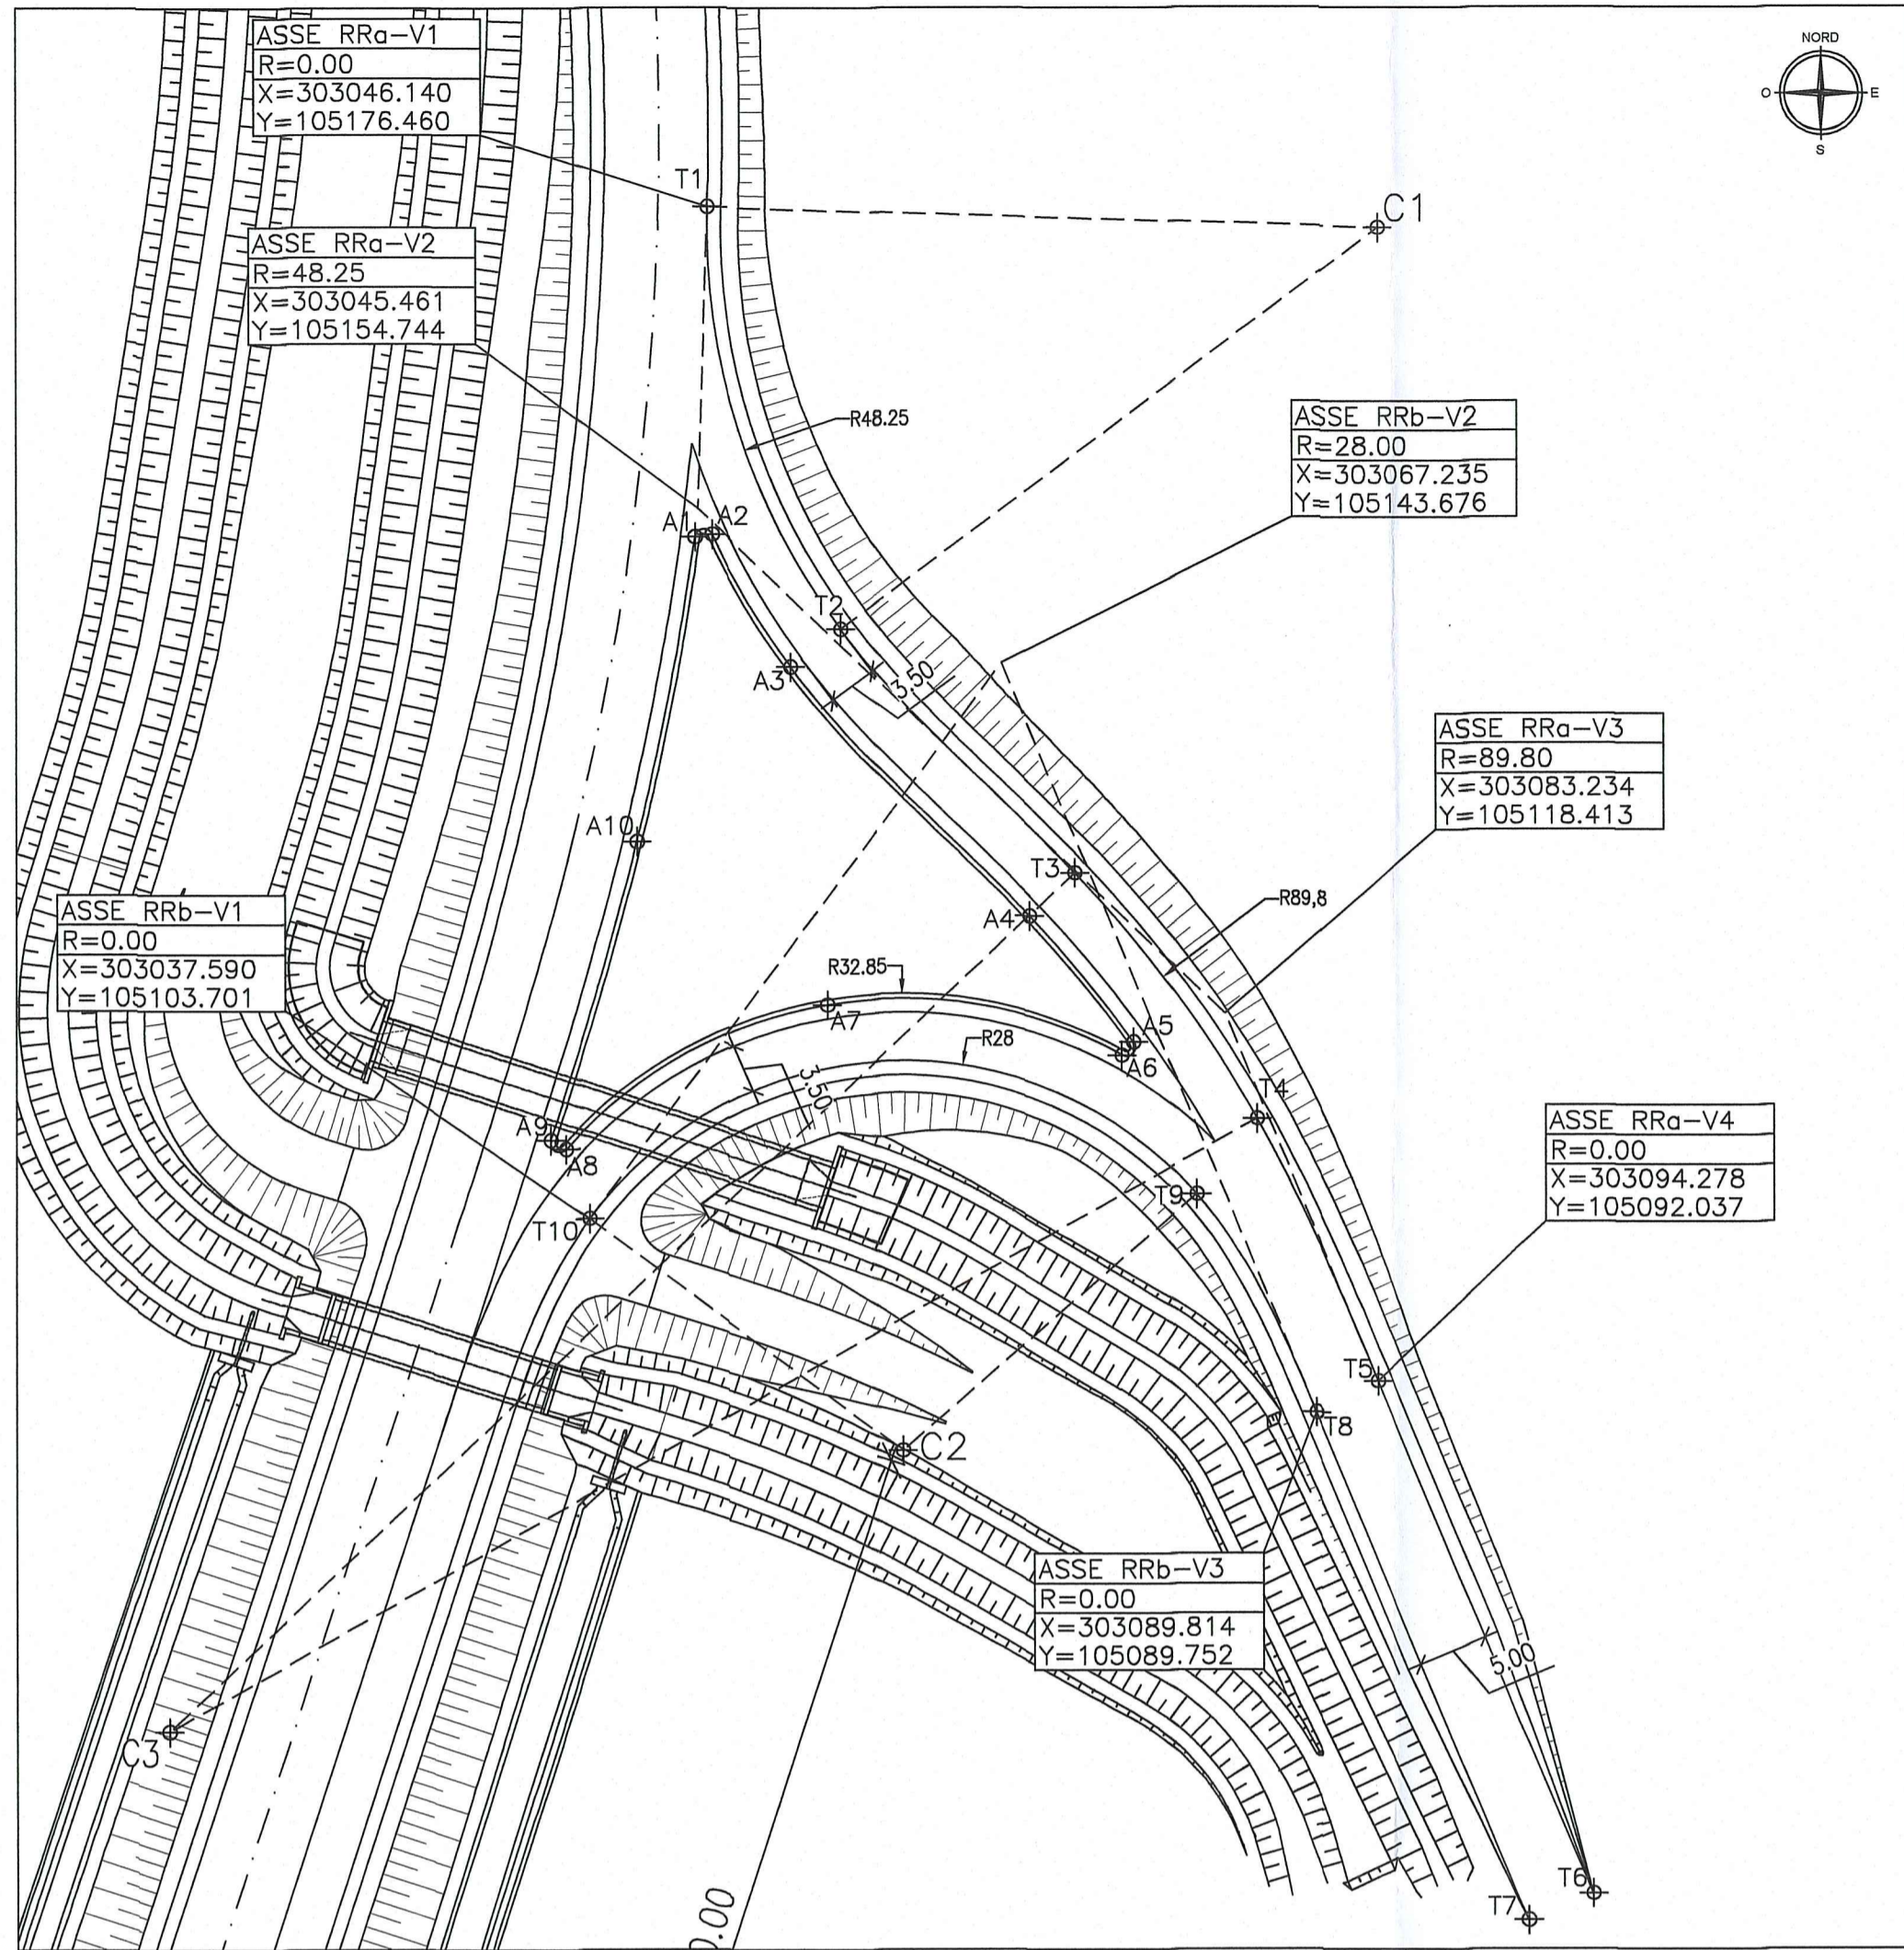 NORD
O
E
S
ASSE RRa-V1
R=0.00
X=303046.140
Y=105176.460
T1
C1
ASSE RRa-V2
R=48.25
X=303045.461
Y=105154.744
R48.25
ASSE RRb-V2
R=28.00
X=303067.235
Y=105143.676
A1
A2
T2
A3
3.50
ASSE RRa-V3
R=89.80
X=303083.234
Y=105118.413
A10
T3
A4
R89,8
ASSE RRb-V1
R=0.00
X=303037.590
Y=105103.701
R32.85
A7
A5
R28
A6
3.50
T4
A9
A8
ASSE RRa-V4
R=0.00
X=303094.278
Y=105092.037
T9
T10
T5
T8
C2
ASSE RRb-V3
R=0.00
X=303089.814
Y=105089.752
5.00
C3
T6
T7
0.00